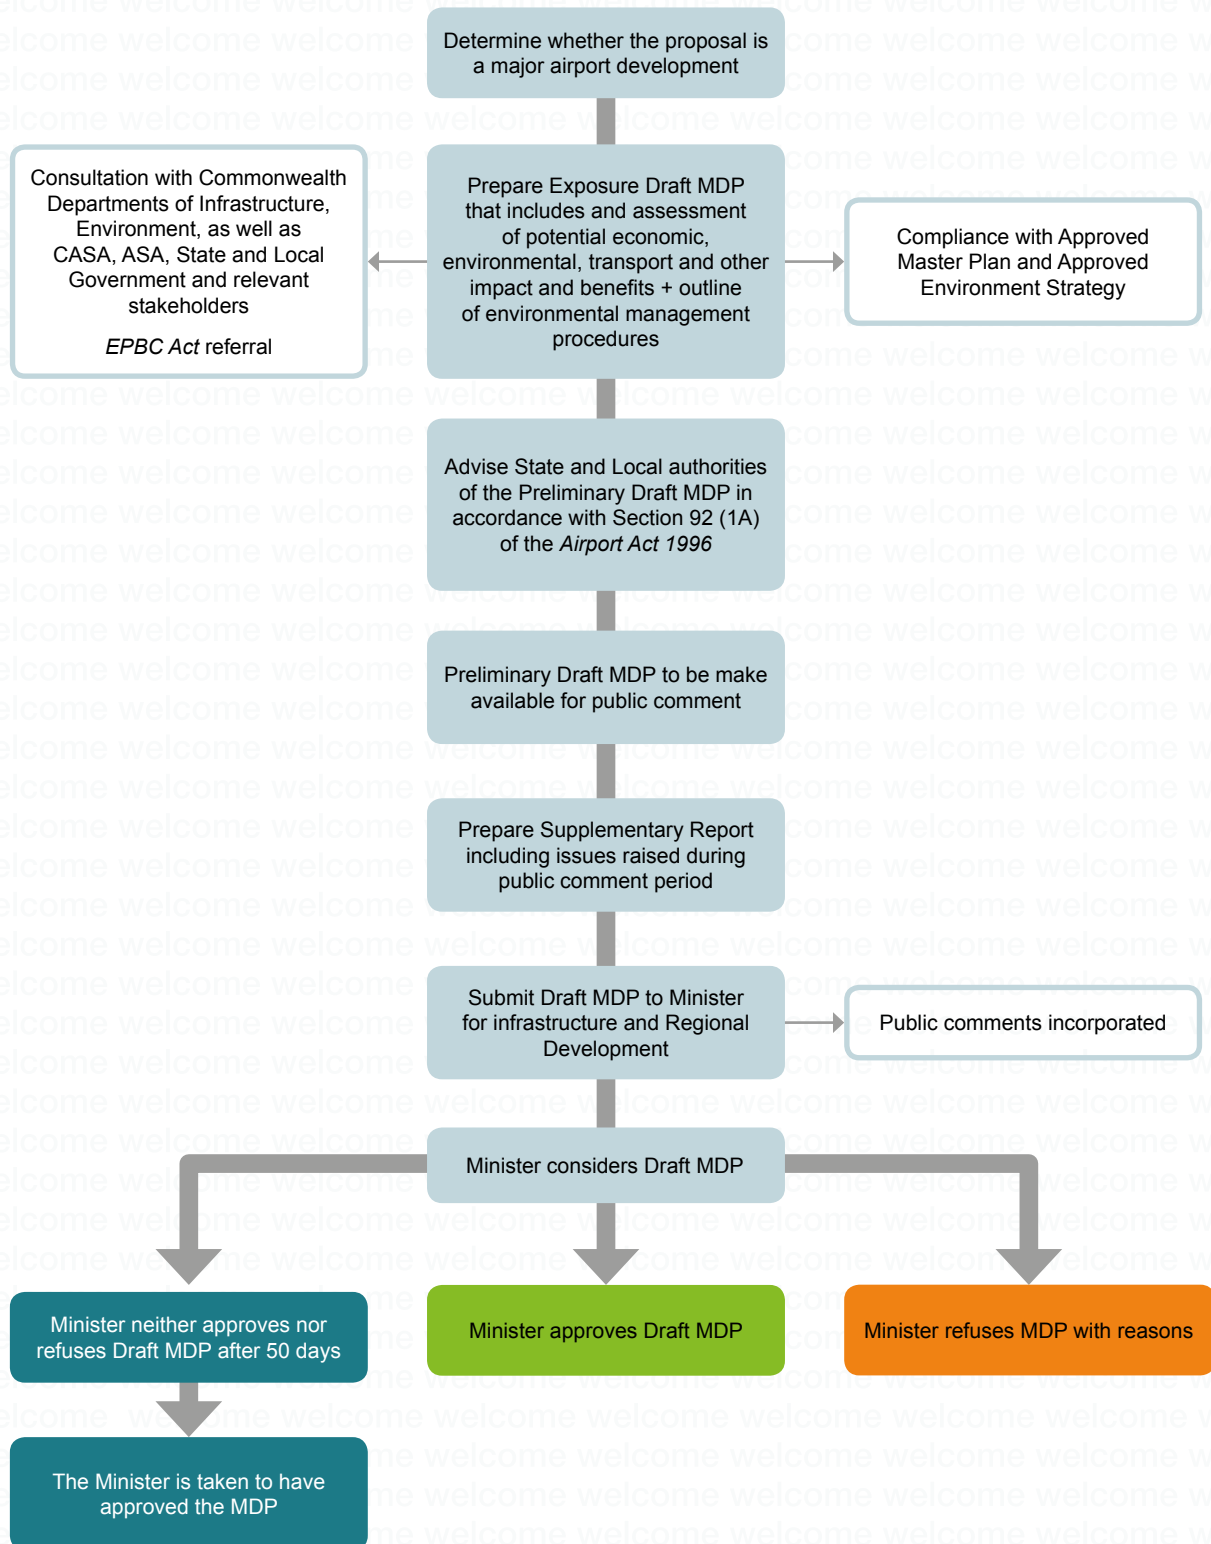 Determine whether the proposal is
a major airport development
Consultation with Commonwealth
Departments of Infrastructure,
Environment, as well as
CASA, ASA, State and Local
Government and relevant
stakeholders
EPBC Act referral
Prepare Exposure Draft MDP
that includes and assessment
of potential economic,
environmental, transport and other
impact and benefits + outline
of environmental management
procedures
Compliance with Approved
Master Plan and Approved
Environment Strategy
Advise State and Local authorities
of the Preliminary Draft MDP in
accordance with Section 92 (1A)
of the Airport Act 1996
Preliminary Draft MDP to be make
available for public comment
Prepare Supplementary Report
including issues raised during
public comment period
Submit Draft MDP to Minister
for infrastructure and Regional
Development
Public comments incorporated
Minister considers Draft MDP
Minister neither approves nor
refuses Draft MDP after 50 days
Minister approves Draft MDP
Minister refuses MDP with reasons
The Minister is taken to have
approved the MDP